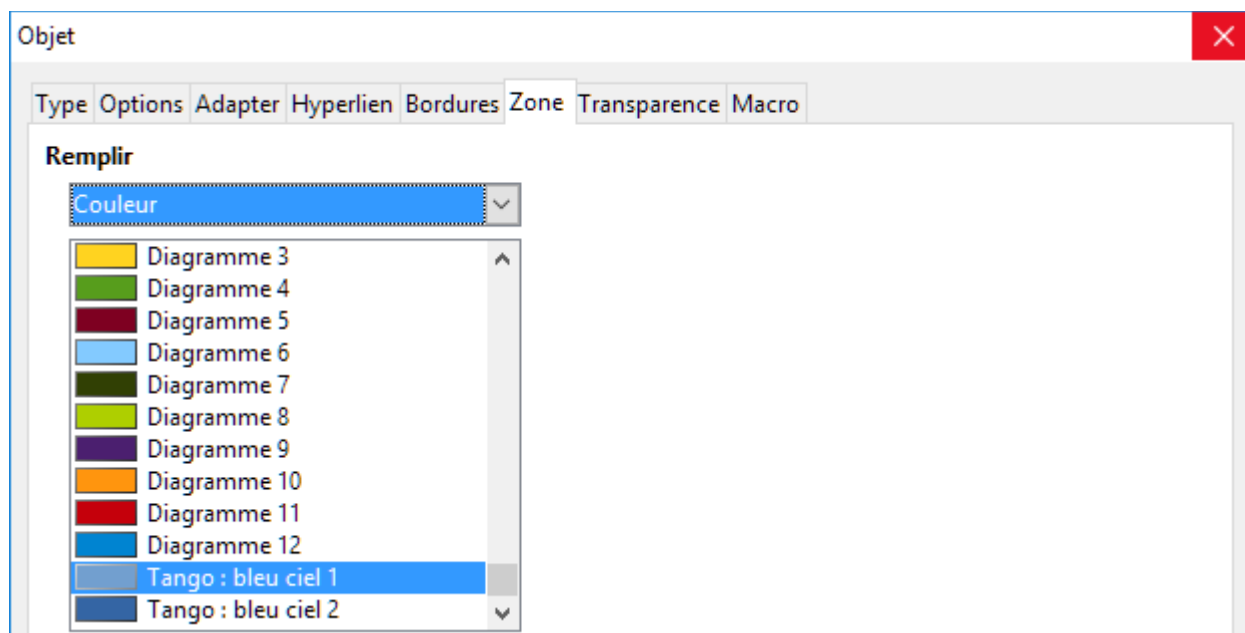 Objet
Type Options Adapter Hyperlien Bordures Zone Transparence Macro
Remplir
Couleur
Diagramme 3
Diagramme 4
Diagramme 5
Diagramme 6
Diagramme 7
Diagramme 8
Diagramme 9
Diagramme 10
Diagramme 11
Diagramme 12
Tango : bleu ciel 1
Tango : bleu ciel 2